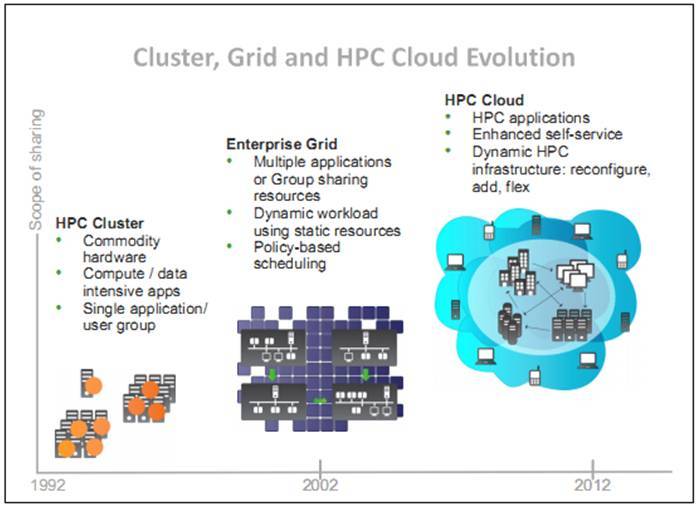 Cluster, Grid and HPC Cloud Evolution
Scope of sharing
HPC Cluster
• Commodity
hardware
• Compute / data
intensive apps
• Single application/
user group
Enterprise Grid
• Multiple applications
or Group sharing
resources
• Dynamic workload
using static resources
• Policy-based
scheduling
HPC Cloud
• HPC applications
• Enhanced self-service
• Dynamic HPC
infrastructure: reconfigure,
add, flex
1992
2002
2012